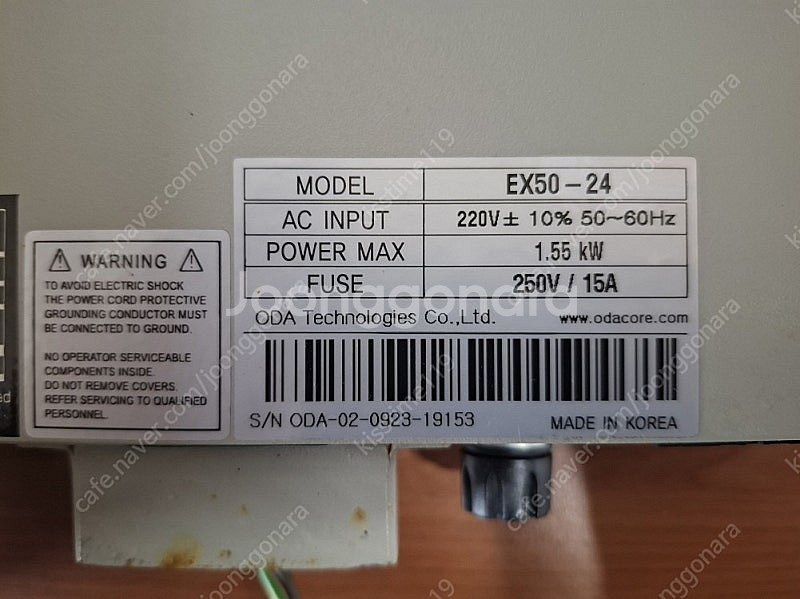 MODEL EX50-24
AC INPUT 220V± 10% 50~60Hz
POWER MAX 1.55 kW
FUSE 250V / 15A
ODA Technologies Co.,Ltd. www.odacore.com
S/N ODA-02-0923-19153 MADE IN KOREA
WARNING
TO AVOID ELECTRIC SHOCK
THE POWER CORD PROTECTIVE
GROUNDING CONDUCTOR MUST
BE CONNECTED TO GROUND.
NO OPERATOR SERVICEABLE
COMPONENTS INSIDE.
DO NOT REMOVE COVERS.
REFER SERVICING TO QUALIFIED
PERSONNEL.
Joonggonara
cafe.naver.com/joonggonara
kisstime119